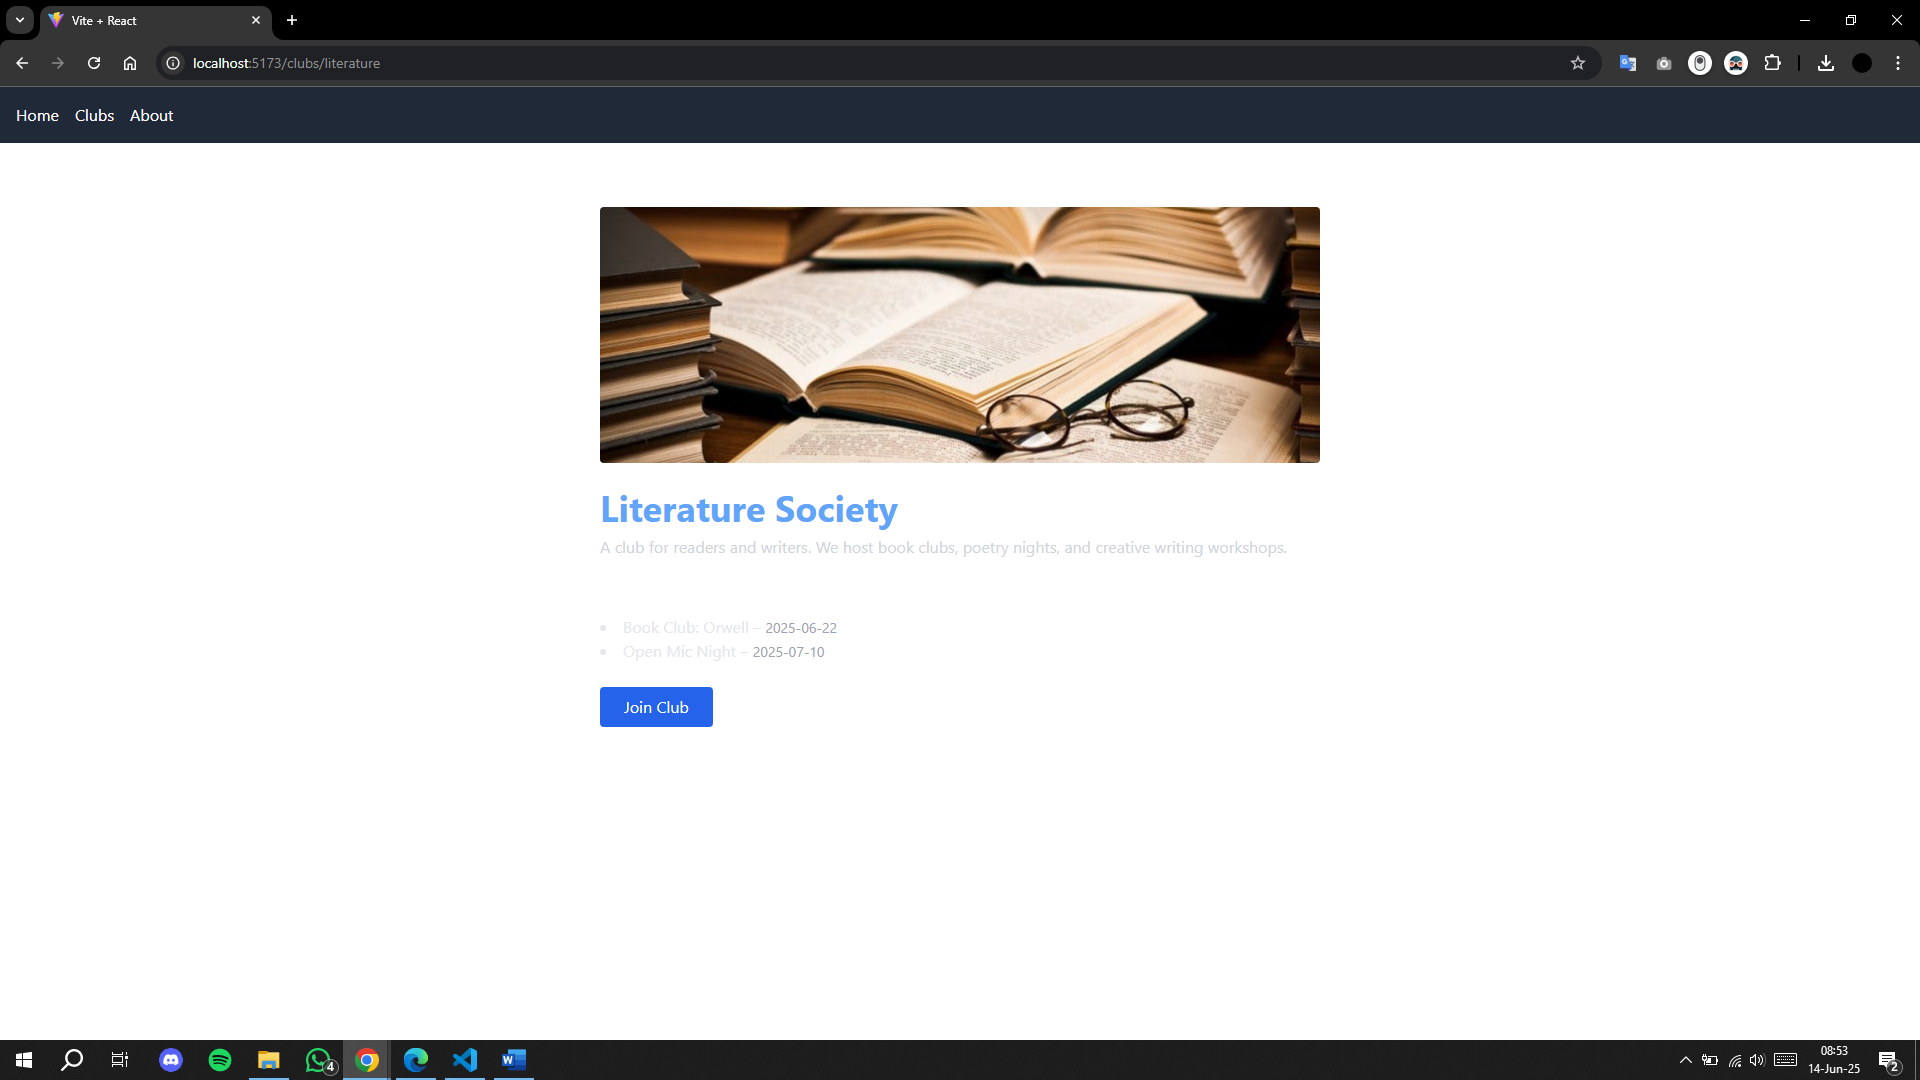 Vite + React
localhost:5173/clubs/literature
Home Clubs About
Literature Society
A club for readers and writers. We host book clubs, poetry nights, and creative writing workshops.
Book Club: Orwell – 2025-06-22
Open Mic Night – 2025-07-10
Join Club
4
08:53
14-Jun-25
2